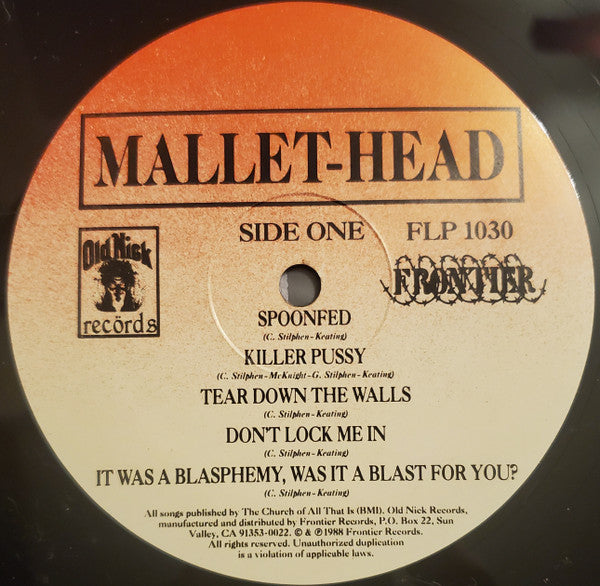 MALLET-HEAD
SIDE ONE FLP 1030
Old Nick
recörds
FRONTIER
SPOONFED
(C. Stilphen-Keating)
KILLER PUSSY
(C. Stilphen-McKnight-G. Stilphen-Keating)
TEAR DOWN THE WALLS
(C. Stilphen-Keating)
DON'T LOCK ME IN
(C. Stilphen-Keating)
IT WAS A BLASPHEMY, WAS IT A BLAST FOR YOU?
(C. Stilphen-Keating)
All songs published by The Church of All That Is (BMI). Old Nick Records,
manufactured and distributed by Frontier Records, P.O. Box 22, Sun
Valley, CA 91353-0022. © & ℗ 1988 Frontier Records.
All rights reserved. Unauthorized duplication
is a violation of applicable laws.